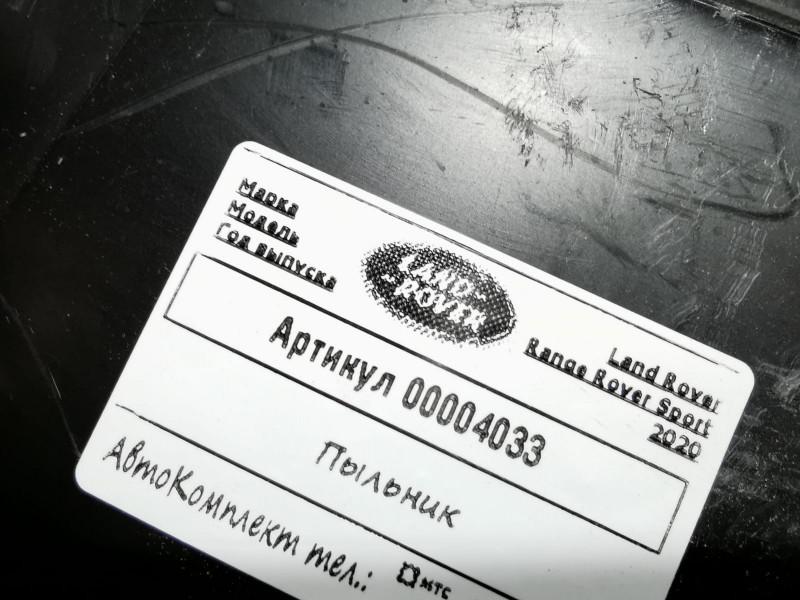 Марка
Модель
Год выпуска
LAND-
-ROVER
Land Rover
Range Rover Sport
2020
Артикул 00004033
Пыльник
АвтоКомплект тел.:
мтс